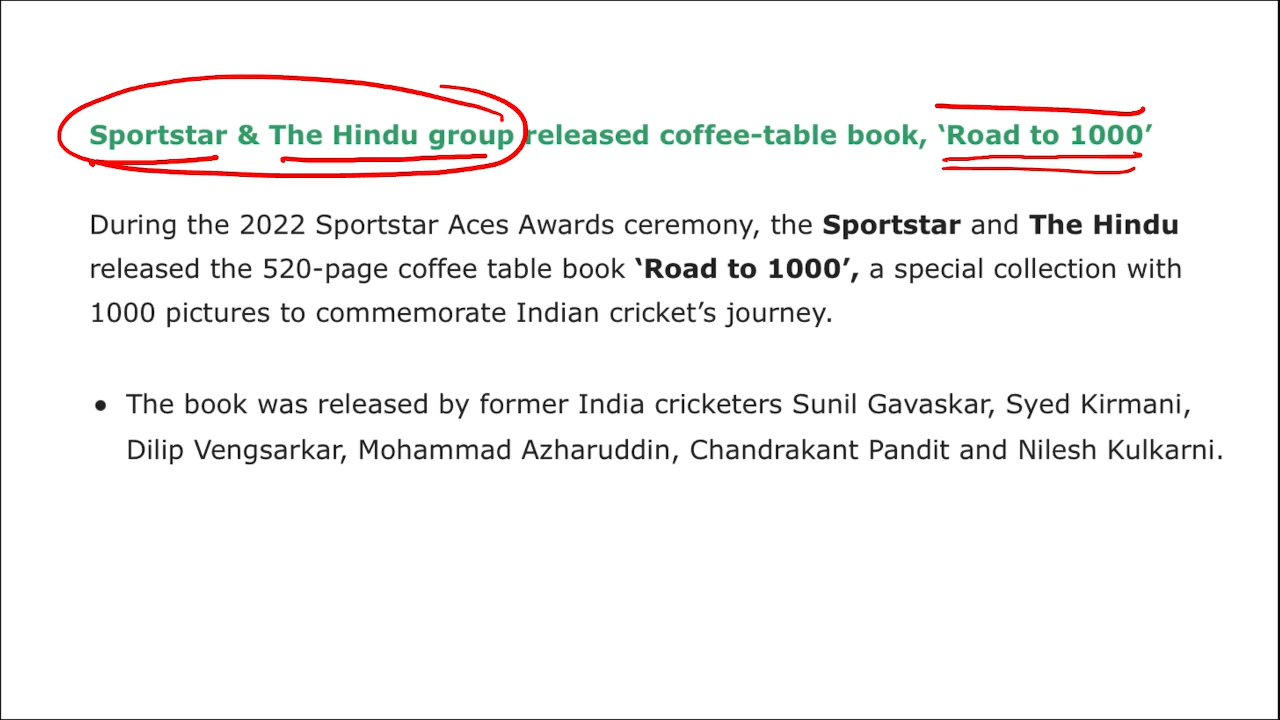 Sportstar & The Hindu group released coffee-table book, ‘Road to 1000’
During the 2022 Sportstar Aces Awards ceremony, the Sportstar and The Hindu
released the 520-page coffee table book ‘Road to 1000’, a special collection with
1000 pictures to commemorate Indian cricket’s journey.
● The book was released by former India cricketers Sunil Gavaskar, Syed Kirmani,
Dilip Vengsarkar, Mohammad Azharuddin, Chandrakant Pandit and Nilesh Kulkarni.